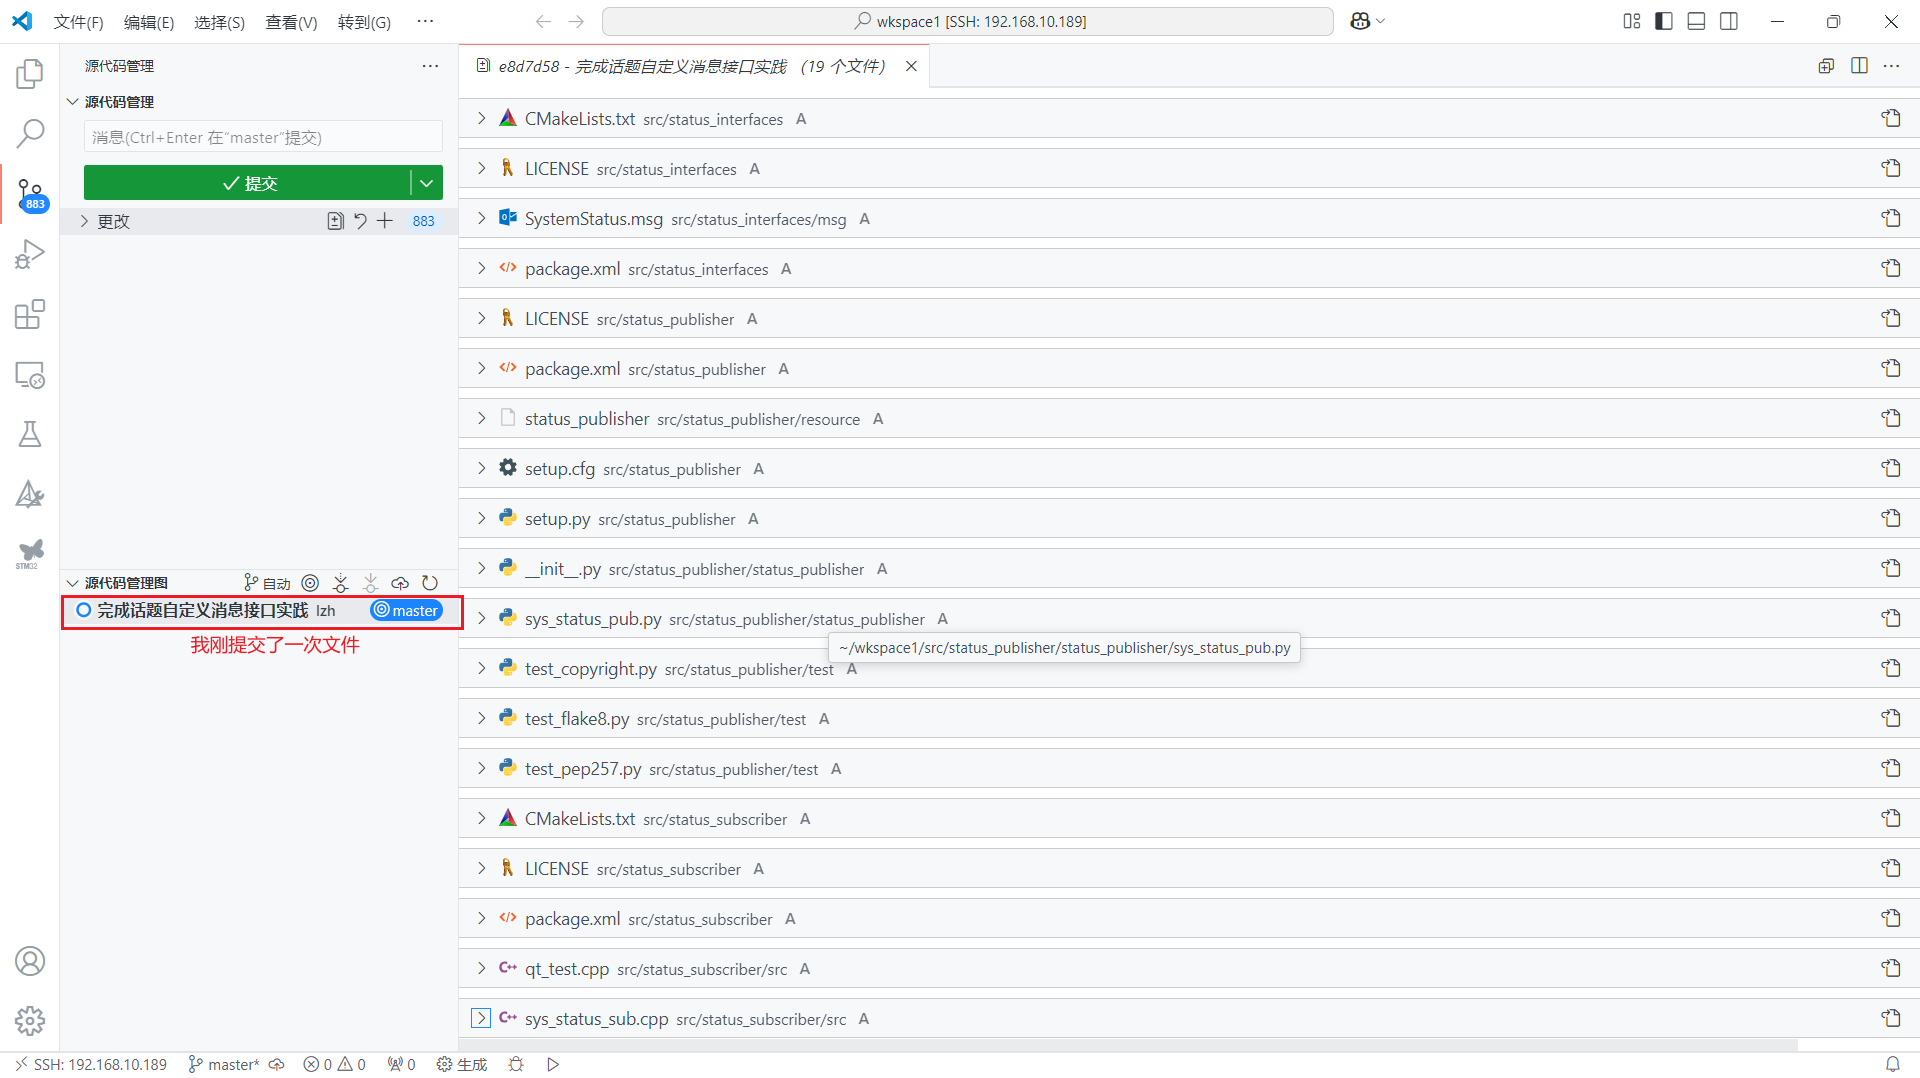 文件(F) 编辑(E) 选择(S) 查看(V) 转到(G) ···
wkspace1 [SSH: 192.168.10.189]
源代码管理
源代码管理
消息(Ctrl+Enter 在“master”提交)
提交
更改 883
883
STM32
源代码管理图 自动
完成话题自定义消息接口实践 lzh master
我刚提交了一次文件
e8d7d58 - 完成话题自定义消息接口实践 （19 个文件）
CMakeLists.txt src/status_interfaces A
LICENSE src/status_interfaces A
SystemStatus.msg src/status_interfaces/msg A
package.xml src/status_interfaces A
LICENSE src/status_publisher A
package.xml src/status_publisher A
status_publisher src/status_publisher/resource A
setup.cfg src/status_publisher A
setup.py src/status_publisher A
__init__.py src/status_publisher/status_publisher A
sys_status_pub.py src/status_publisher/status_publisher A
~/wkspace1/src/status_publisher/status_publisher/sys_status_pub.py
test_copyright.py src/status_publisher/test A
test_flake8.py src/status_publisher/test A
test_pep257.py src/status_publisher/test A
CMakeLists.txt src/status_subscriber A
LICENSE src/status_subscriber A
package.xml src/status_subscriber A
qt_test.cpp src/status_subscriber/src A
sys_status_sub.cpp src/status_subscriber/src A
SSH: 192.168.10.189 master* 0 0 0 生成